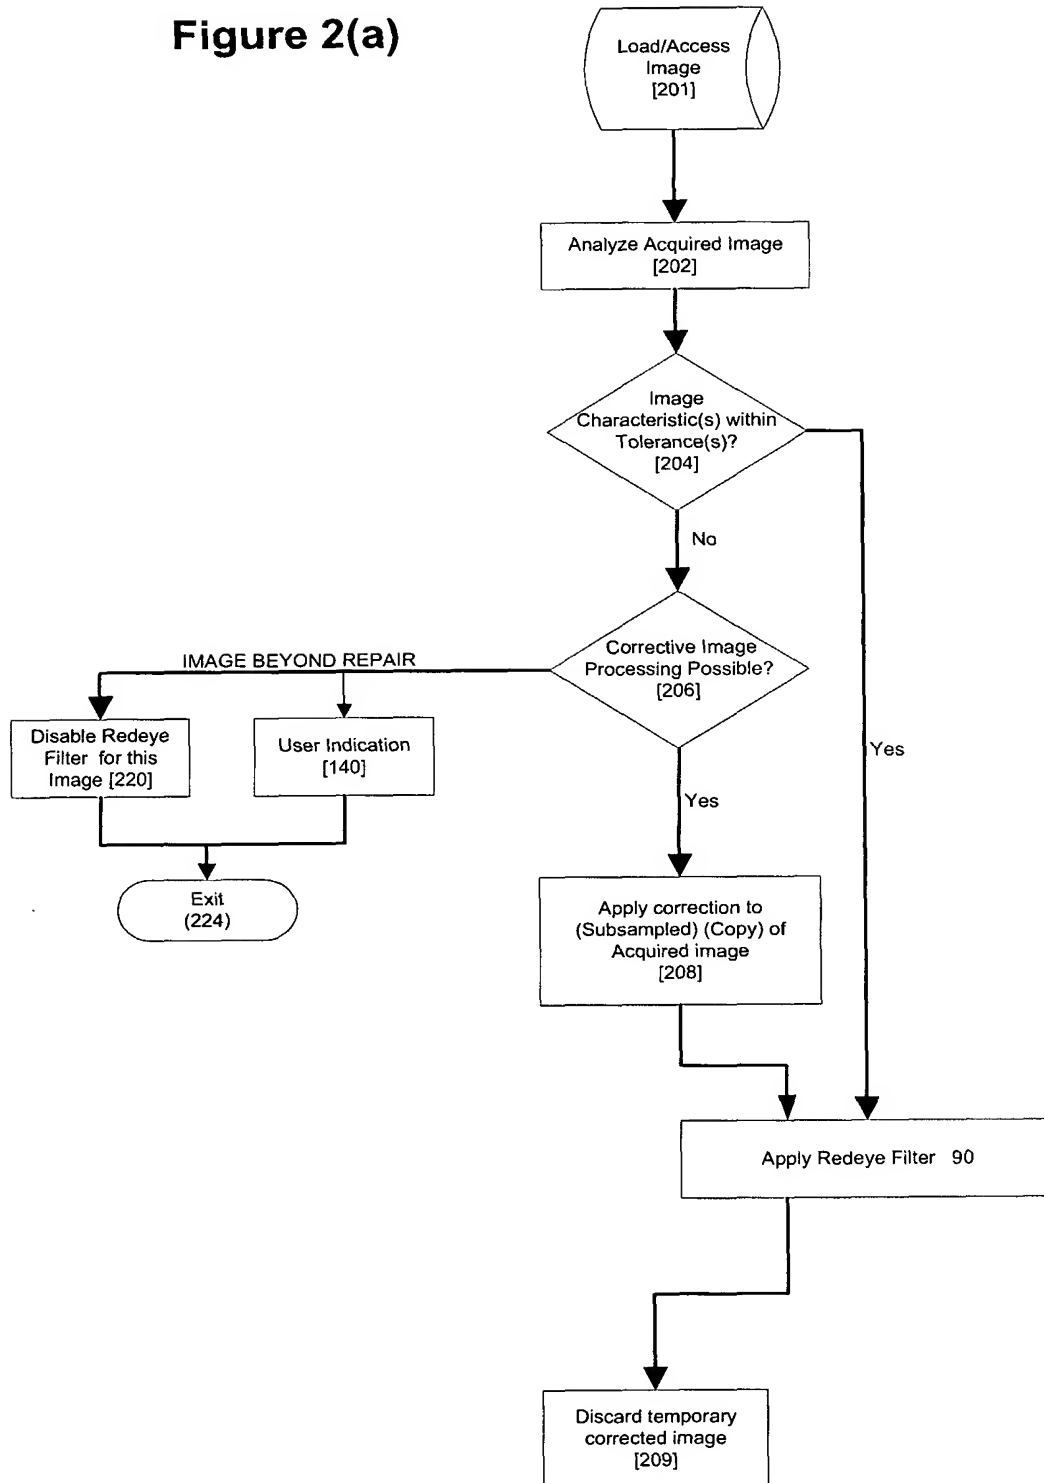 Figure 2(a)
Load/Access
Image
[201]
Analyze Acquired Image
[202]
Image
Characteristic(s) within
Tolerance(s)?
[204]
No
Yes
Corrective Image
Processing Possible?
[206]
IMAGE BEYOND REPAIR
Disable Redeye
Filter for this
Image [220]
User Indication
[140]
Exit
(224)
Yes
Apply correction to
(Subsampled) (Copy) of
Acquired image
[208]
Apply Redeye Filter 90
Discard temporary
corrected image
[209]